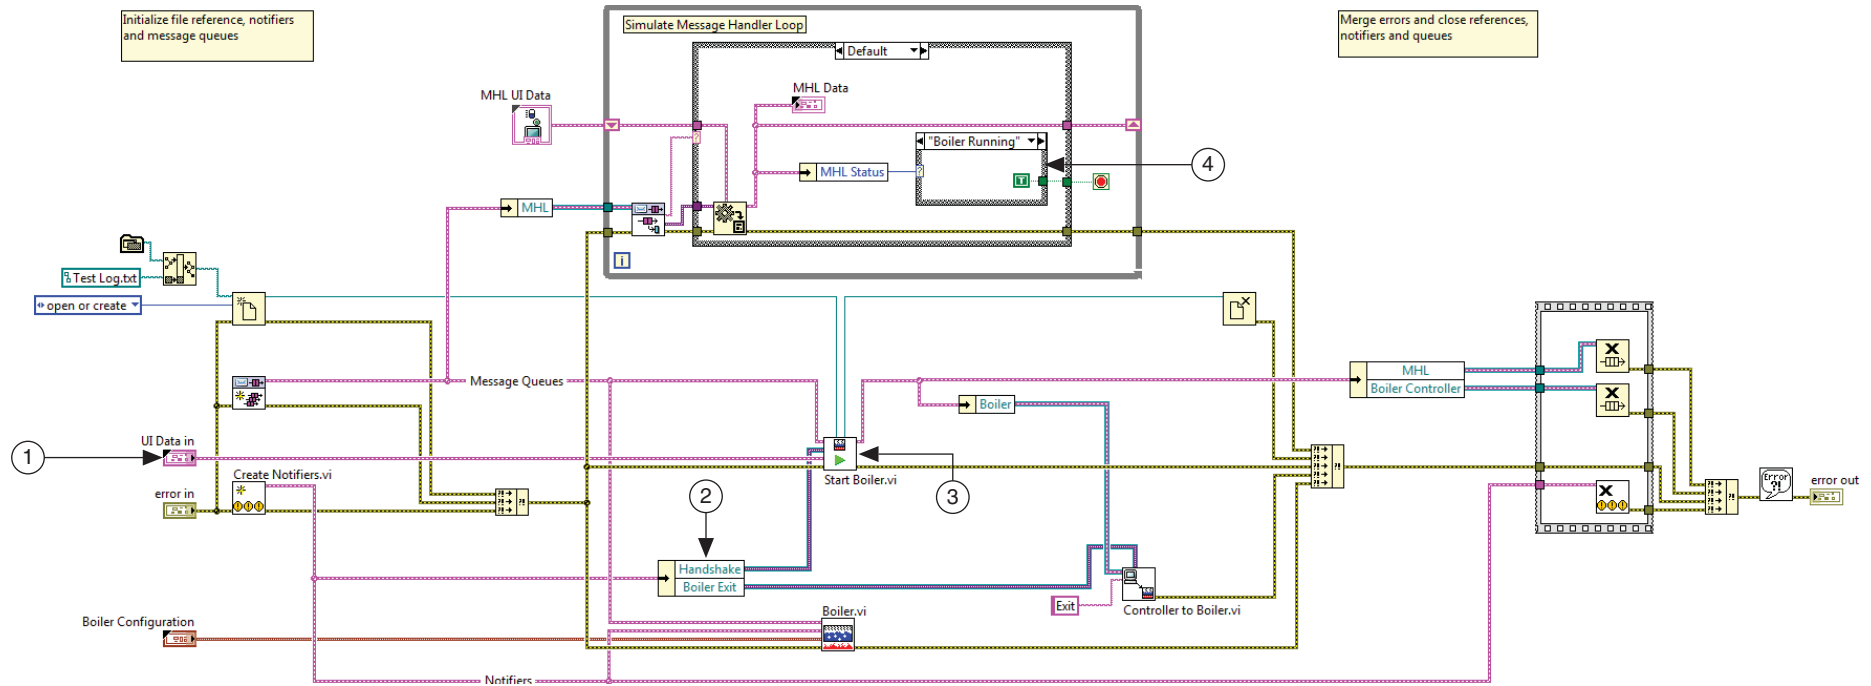 Initialize file reference, notifiers
and message queues
Simulate Message Handler Loop
Merge errors and close references,
notifiers and queues
Default
MHL UI Data
MHL Data
"Boiler Running"
MHL Status
4
MHL
i
Test Log.txt
open or create
Message Queues
MHL
Boiler Controller
Boiler
1
UI Data in
Create Notifiers.vi
Start Boiler.vi
error in
2
3
Error
error out
Handshake
Boiler Exit
Exit
Controller to Boiler.vi
Boiler.vi
Boiler Configuration
Notifiers